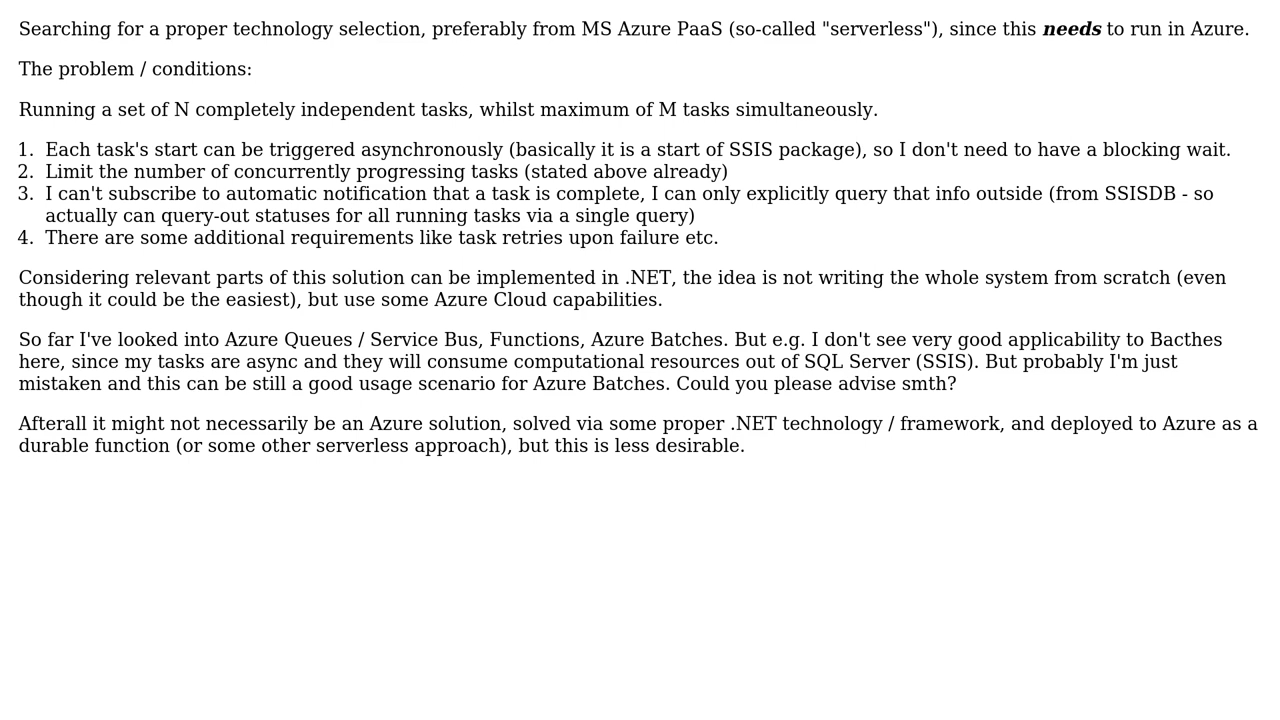 Searching for a proper technology selection, preferably from MS Azure PaaS (so-called "serverless"), since this needs to run in Azure.
The problem / conditions:
Running a set of N completely independent tasks, whilst maximum of M tasks simultaneously.
1. Each task's start can be triggered asynchronously (basically it is a start of SSIS package), so I don't need to have a blocking wait.
2. Limit the number of concurrently progressing tasks (stated above already)
3. I can't subscribe to automatic notification that a task is complete, I can only explicitly query that info outside (from SSISDB - so
actually can query-out statuses for all running tasks via a single query)
4. There are some additional requirements like task retries upon failure etc.
Considering relevant parts of this solution can be implemented in .NET, the idea is not writing the whole system from scratch (even
though it could be the easiest), but use some Azure Cloud capabilities.
So far I've looked into Azure Queues / Service Bus, Functions, Azure Batches. But e.g. I don't see very good applicability to Bacthes
here, since my tasks are async and they will consume computational resources out of SQL Server (SSIS). But probably I'm just
mistaken and this can be still a good usage scenario for Azure Batches. Could you please advise smth?
Afterall it might not necessarily be an Azure solution, solved via some proper .NET technology / framework, and deployed to Azure as a
durable function (or some other serverless approach), but this is less desirable.